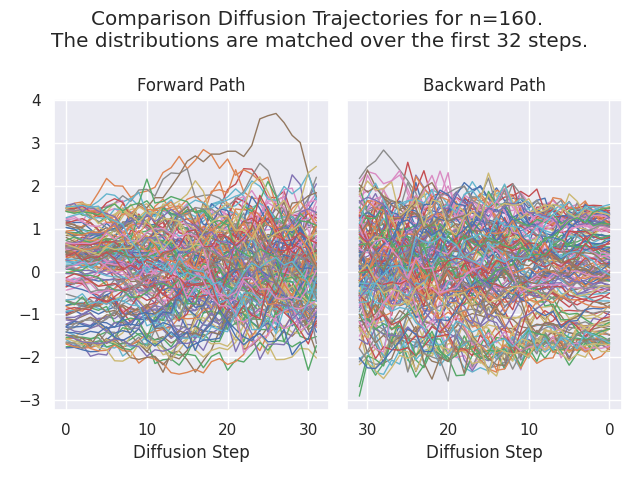 Comparison Diffusion Trajectories for n=160.
The distributions are matched over the first 32 steps.
Forward Path
Backward Path
4
3
2
1
0
−1
−2
−3
0 10 20 30
30 20 10 0
Diffusion Step
Diffusion Step